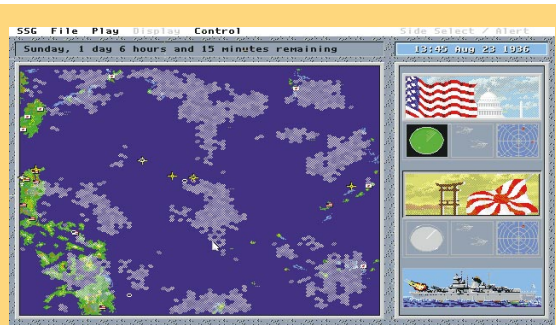 SSG File Play Display Control Side Select / Alert
Sunday, 1 day 6 hours and 15 minutes remaining
13:45 Aug 23 1936